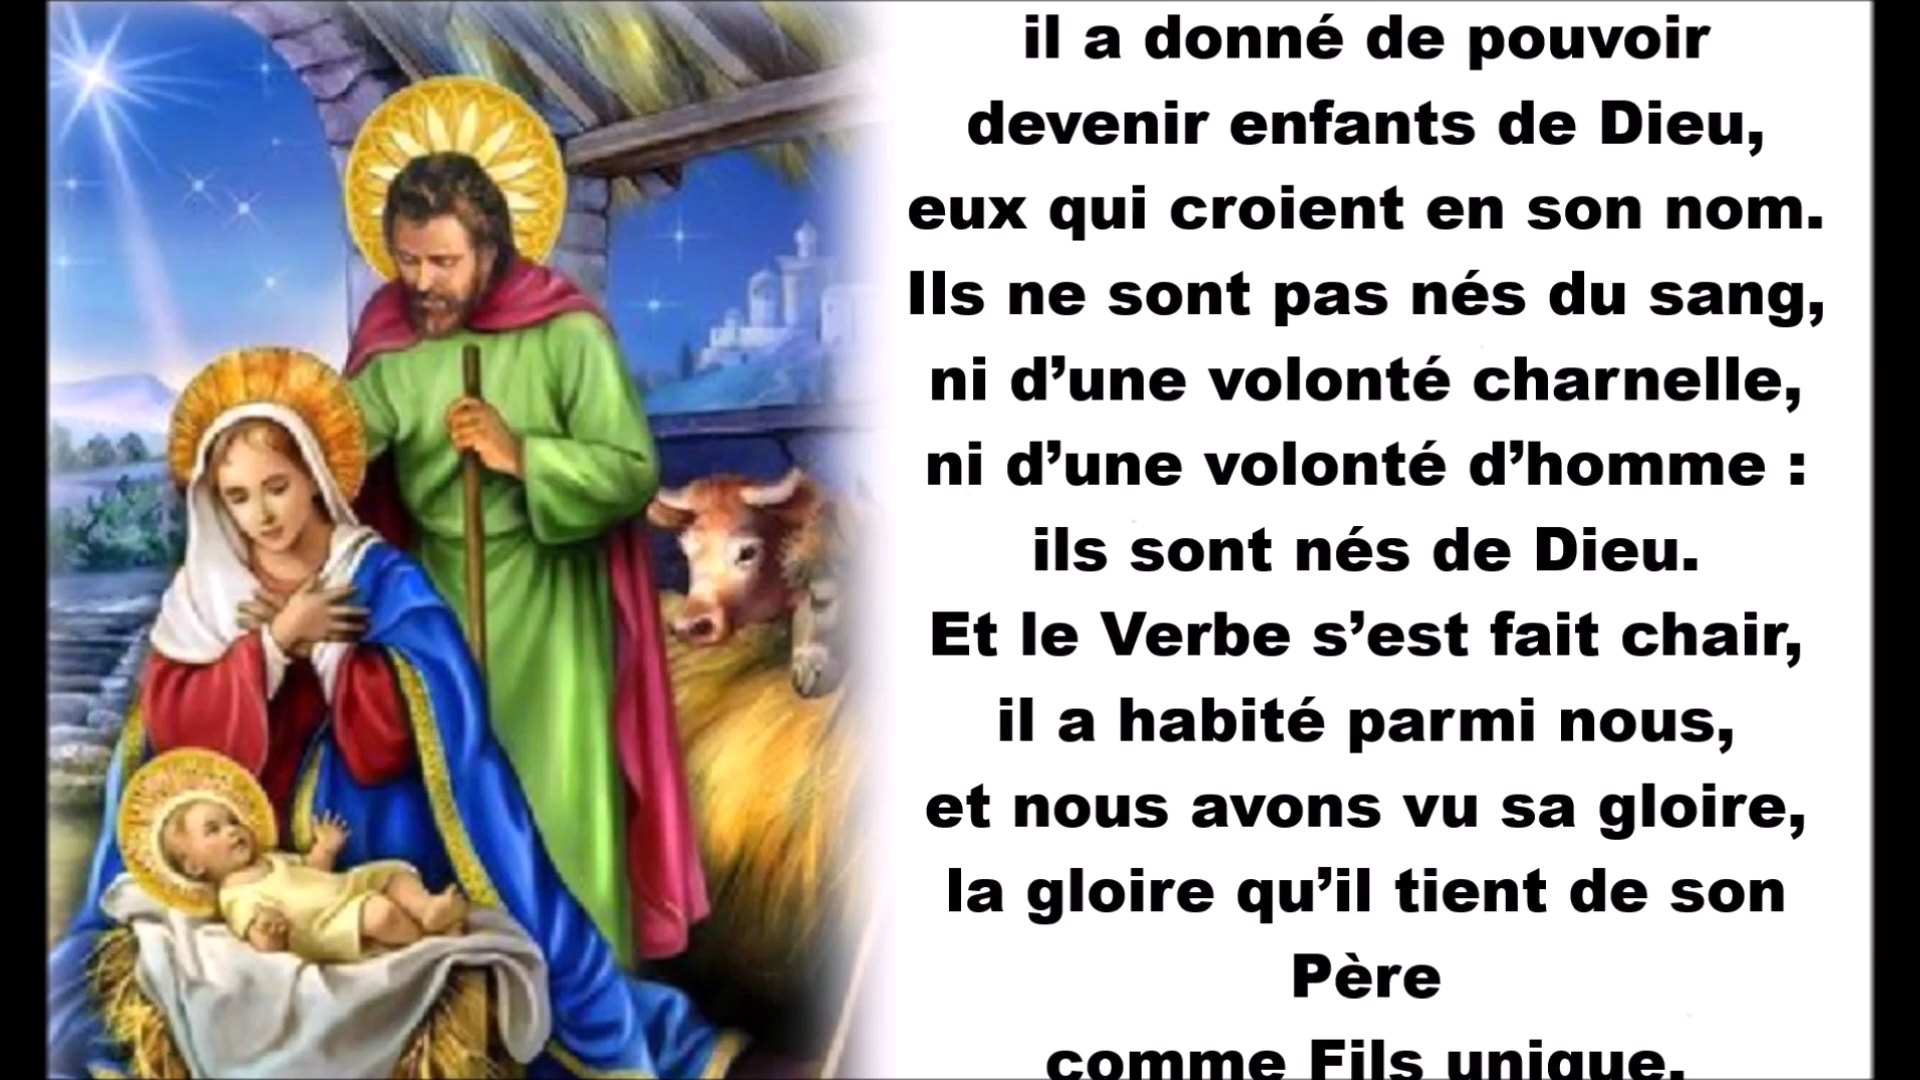 il a donné de pouvoir
devenir enfants de Dieu,
eux qui croient en son nom.
Ils ne sont pas nés du sang,
ni d’une volonté charnelle,
ni d’une volonté d’homme :
ils sont nés de Dieu.
Et le Verbe s’est fait chair,
il a habité parmi nous,
et nous avons vu sa gloire,
la gloire qu’il tient de son
Père
comme Fils unique,